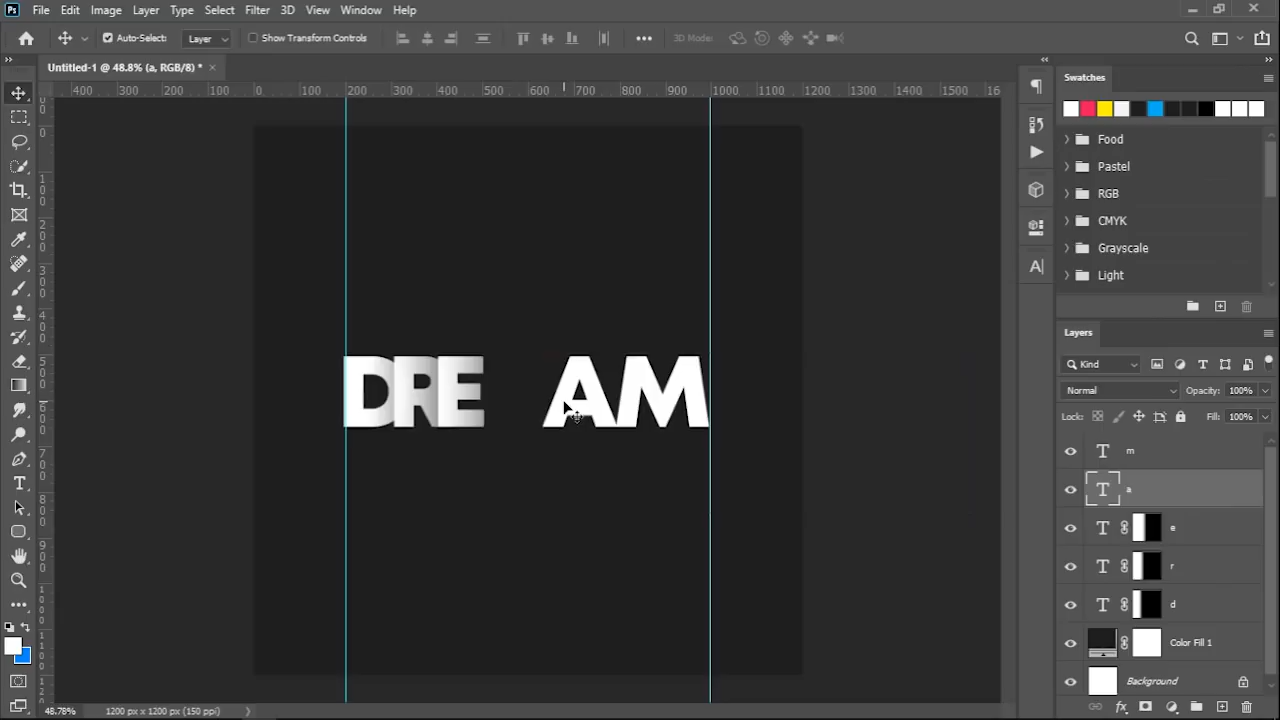 Ps File Edit Image Layer Type Select Filter 3D View Window Help
Auto-Select: Layer Show Transform Controls 3D Mode:
Untitled-1 @ 48.8% (a, RGB/8) * ×
400 300 200 100 0 100 200 300 400 500 600 700 800 900 1000 1100 1200 1300 1400 1500 16
Swatches
Food
Pastel
RGB
CMYK
Grayscale
Light
DRE AM
Layers
Kind
Normal Opacity: 100%
Lock: Fill: 100%
T m
T a
T e
T r
T d
Color Fill 1
Background
48.78% 1200 px x 1200 px (150 ppi)